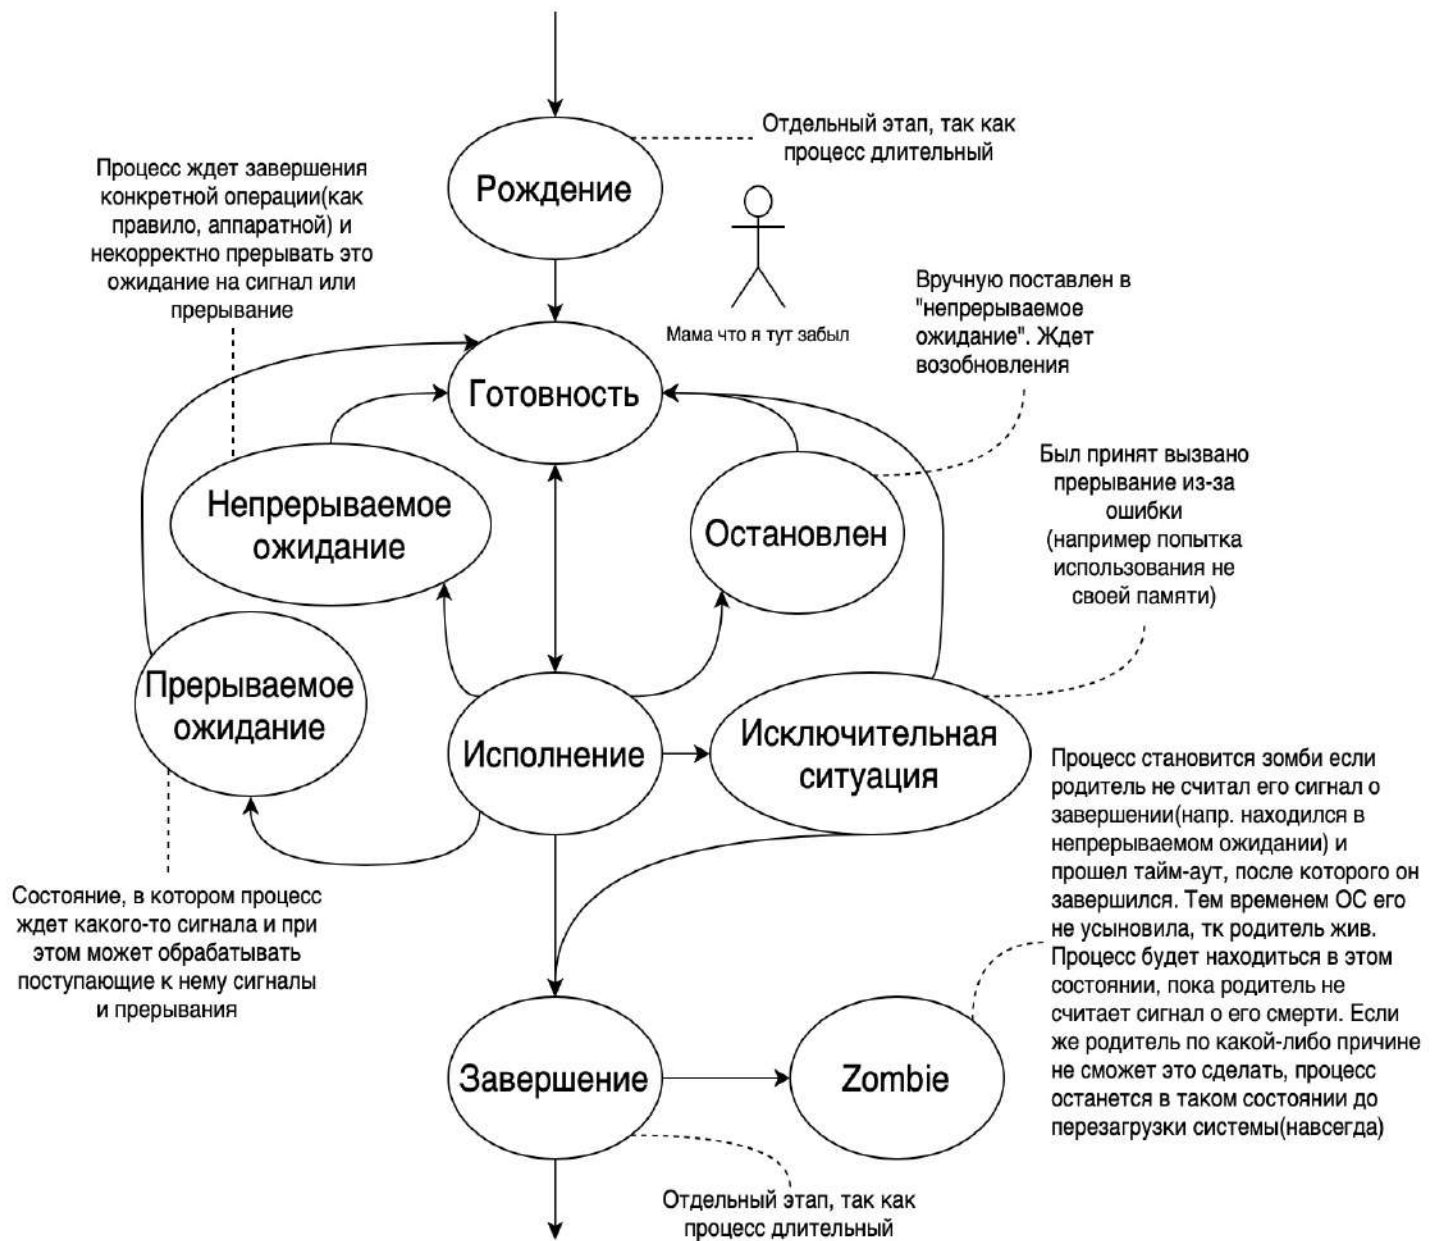 Отдельный этап, так как
процесс длительный
Рождение
Процесс ждет завершения
конкретной операции(как
правило, аппаратной) и
некорректно прерывать это
ожидание на сигнал или
прерывание
Мама что я тут забыл
Вручную поставлен в
"непрерываемое
ожидание". Ждет
возобновления
Готовность
Непрерываемое
ожидание
Остановлен
Был принят вызвано
прерывание из-за
ошибки
(например попытка
использования не
своей памяти)
Прерываемое
ожидание
Исполнение
Исключительная
ситуация
Состояние, в котором процесс
ждет какого-то сигнала и при
этом может обрабатывать
поступающие к нему сигналы
и прерывания
Процесс становится зомби если
родитель не считал его сигнал о
завершении(напр. находился в
непрерываемом ожидании) и
прошел тайм-аут, после которого он
завершился. Тем временем ОС его
не усыновила, тк родитель жив.
Процесс будет находиться в этом
состоянии, пока родитель не
считает сигнал о его смерти. Если
же родитель по какой-либо причине
не сможет это сделать, процесс
останется в таком состоянии до
перезагрузки системы(навсегда)
Завершение
Zombie
Отдельный этап, так как
процесс длительный